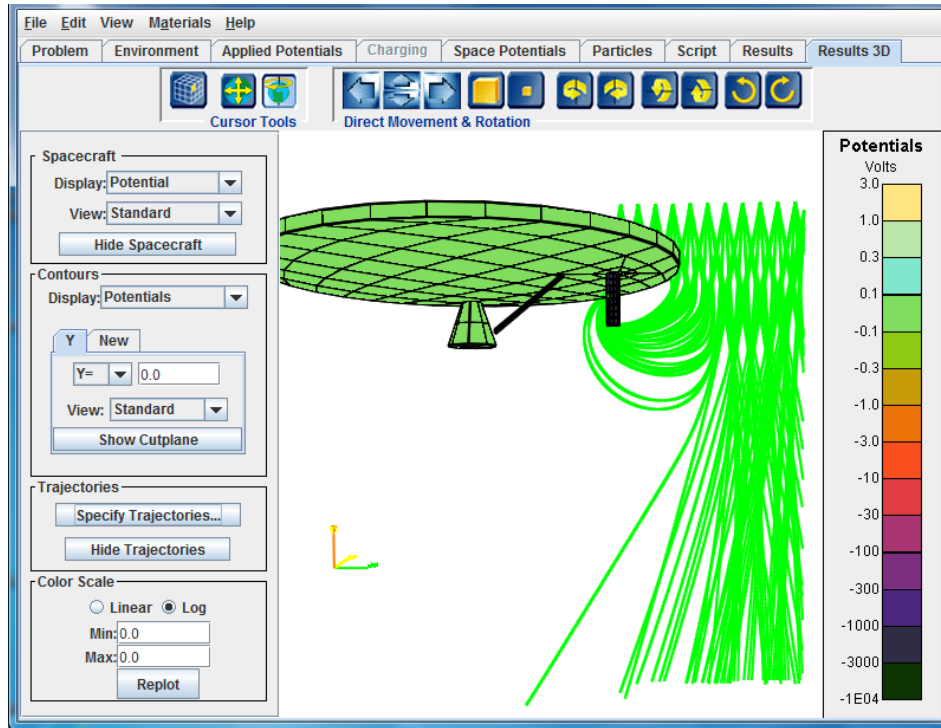 File Edit View Materials Help
Problem Environment Applied Potentials Charging Space Potentials Particles Script Results Results 3D
Cursor Tools Direct Movement & Rotation
Spacecraft
Display: Potential
View: Standard
Hide Spacecraft
Contours
Display: Potentials
Y New
Y= 0.0
View: Standard
Show Cutplane
Trajectories
Specify Trajectories...
Hide Trajectories
Color Scale
Linear Log
Min: 0.0
Max: 0.0
Replot
Potentials
Volts
3.0
1.0
0.3
0.1
-0.1
-0.3
-1.0
-3.0
-10
-30
-100
-300
-1000
-3000
-1E04